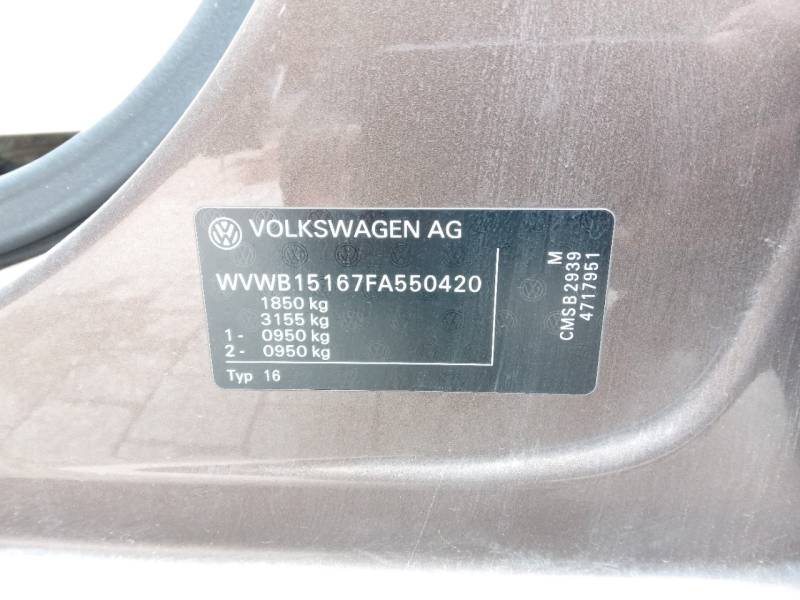 VOLKSWAGEN AG
WVWB15167FA550420
1850 kg
3155 kg
1- 0950 kg
2- 0950 kg
Typ 16
M
CMSB2939
4717951